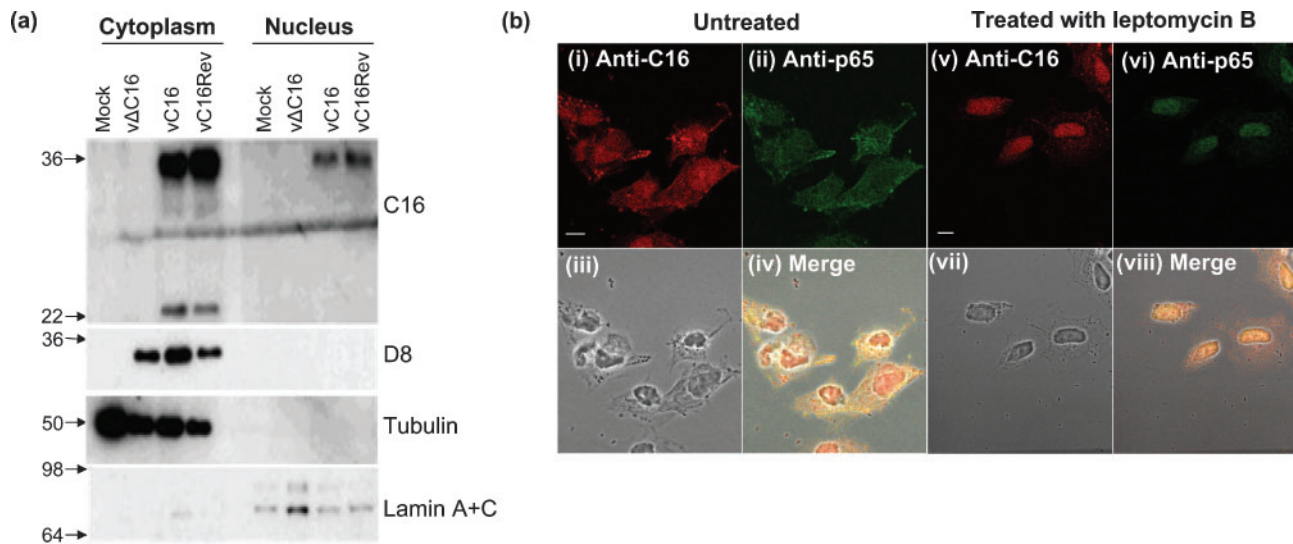 (a)
Cytoplasm Nucleus
Mock
vΔC16
vC16
vC16Rev
Mock
vΔC16
vC16
vC16Rev
36
C16
22
36
D8
50
Tubulin
98
Lamin A+C
64
(b)
Untreated
Treated with leptomycin B
(i) Anti-C16
(ii) Anti-p65
(v) Anti-C16
(vi) Anti-p65
(iii)
(iv) Merge
(vii)
(viii) Merge